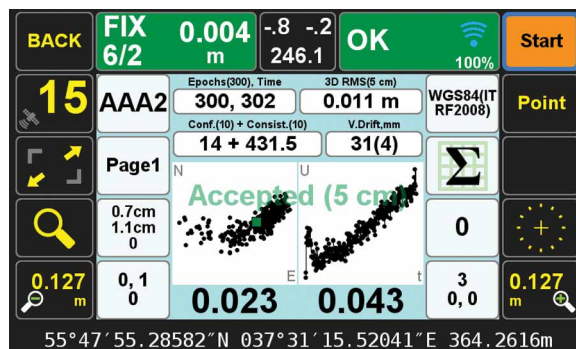 BACK
FIX 0.004
6/2 m
-.8 -.2
246.1
OK
100%
Start
15
AAA2
Epochs(300), Time
300, 302
3D RMS(5 cm)
0.011 m
WGS84(IT
RF2008)
Point
Conf.(10) + Consist.(10)
14 + 431.5
V.Drift,mm
31(4)
Page1
Σ
N
U
Accepted (5 cm)
0.7cm
1.1cm
0
0
E
t
0.127
m
0, 1
0
0.023
0.043
3
0, 0
0.127
m
55°47′55.28582″N 037°31′15.52041″E 364.2616m